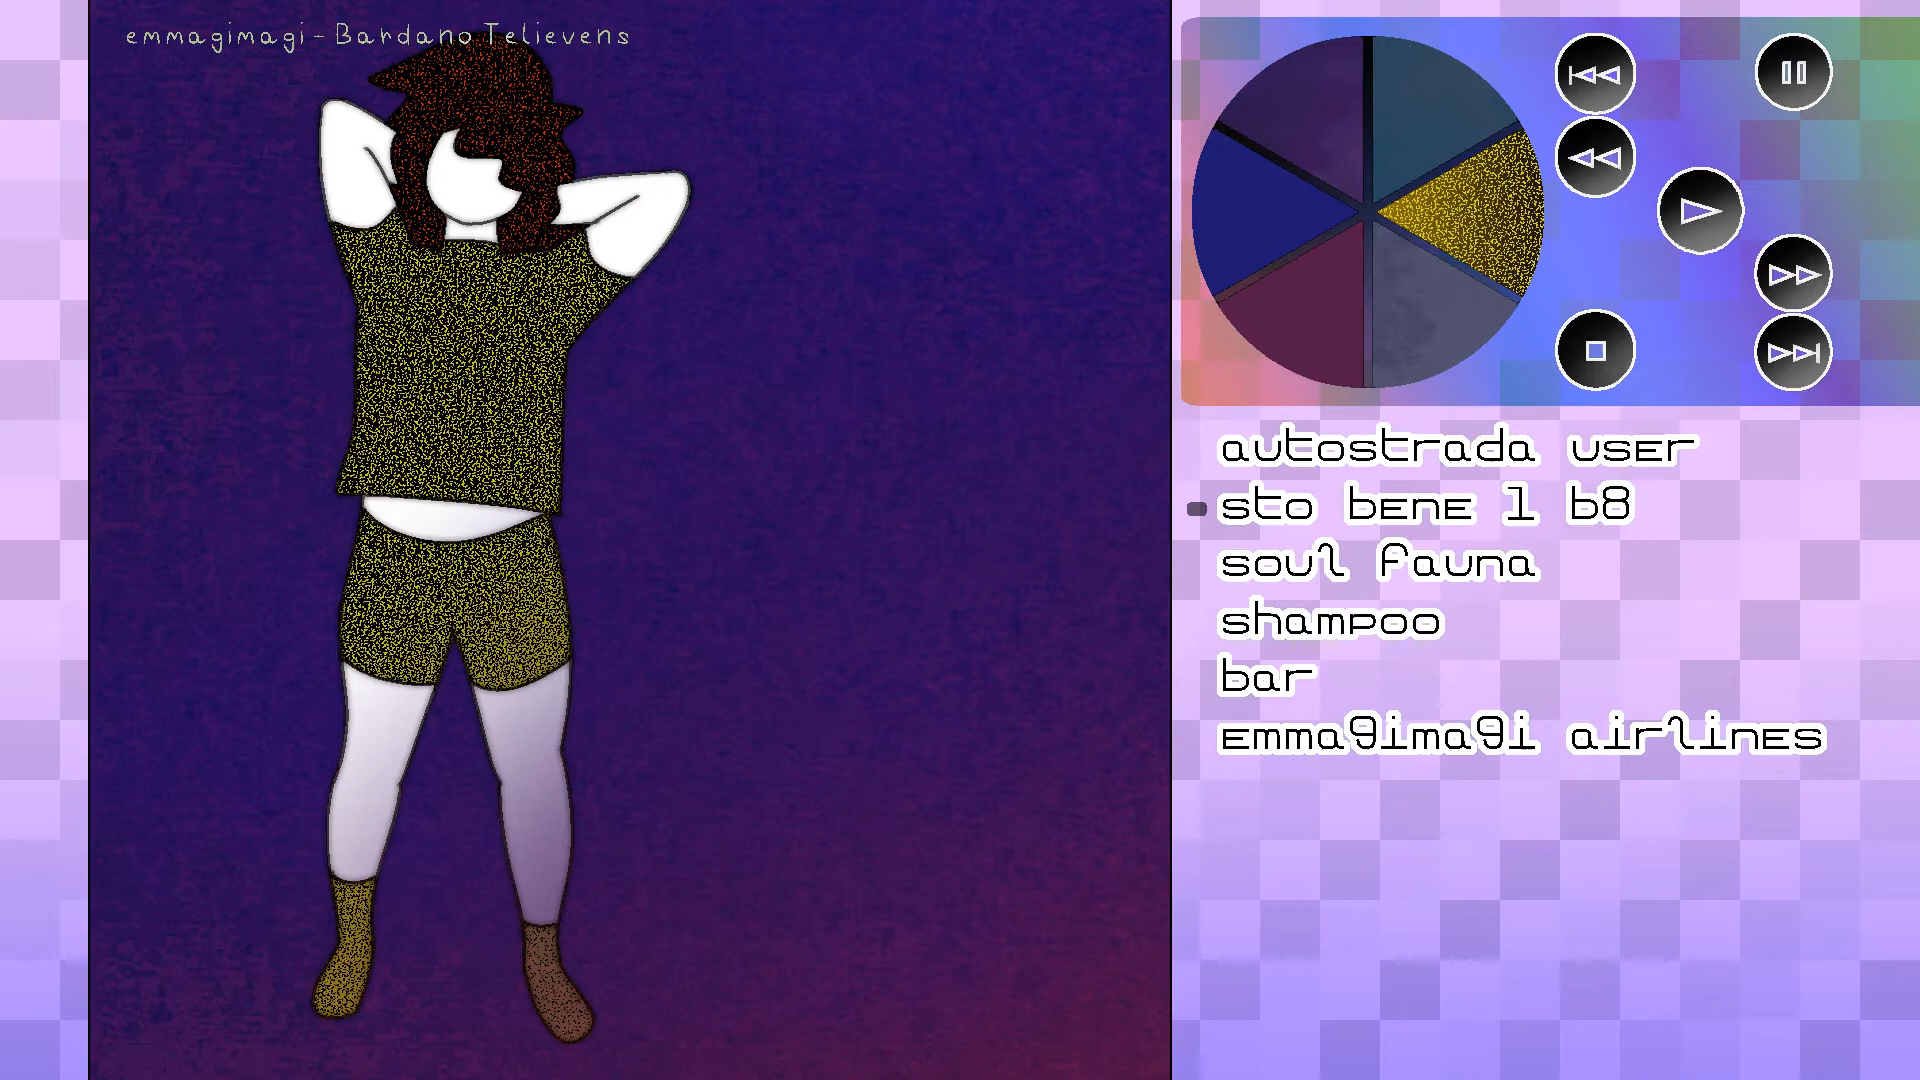 emmagimagi - Bardano Telievens
autostrada user
sto bene 1 b8
soul fauna
shampoo
bar
emmagimagi airlines